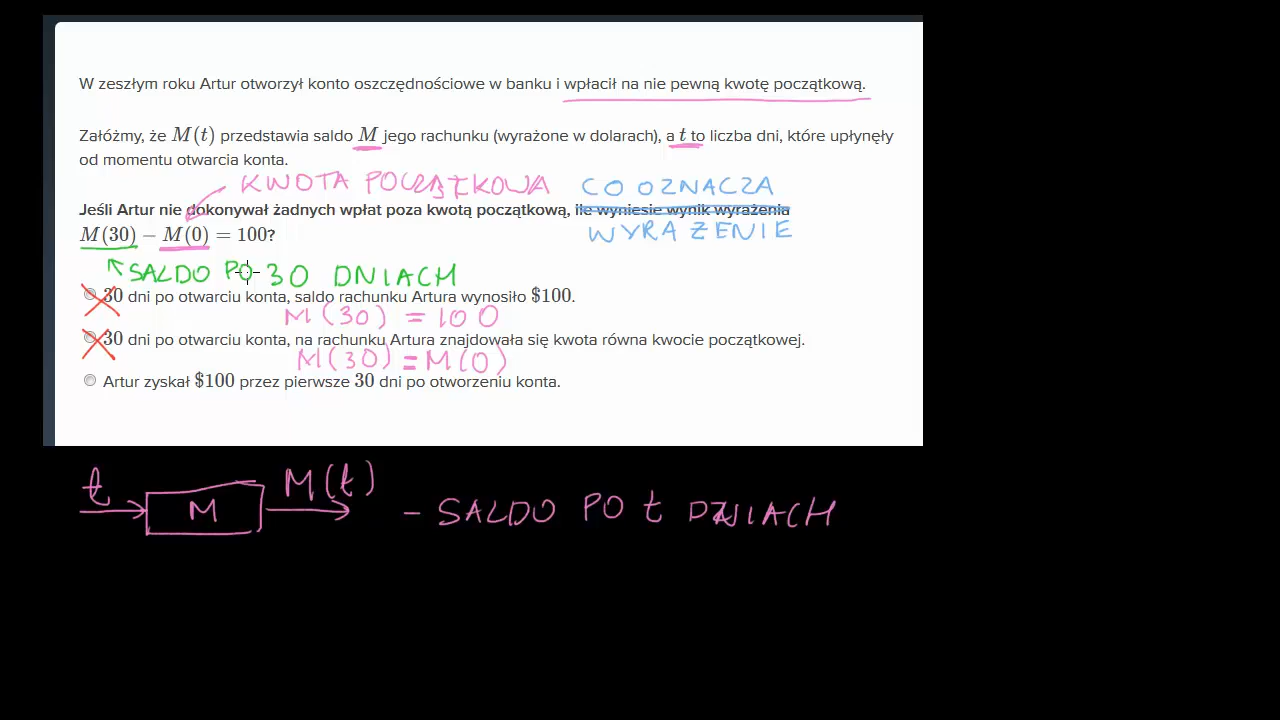 W zeszłym roku Artur otworzył konto oszczędnościowe w banku i wpłacił na nie pewną kwotę początkową.
Załóżmy, że M(t) przedstawia saldo M jego rachunku (wyrażone w dolarach), a t to liczba dni, które upłynęły
od momentu otwarcia konta.
KWOTA POCZĄTKOWA CO OZNACZA
Jeśli Artur nie dokonywał żadnych wpłat poza kwotą początkową, ile wyniesie wynik wyrażenia
M(30) − M(0) = 100?
WYRAŻENIE
SALDO PO 30 DNIACH
30 dni po otwarciu konta, saldo rachunku Artura wynosiło $100.
M(30) = 100
30 dni po otwarciu konta, na rachunku Artura znajdowała się kwota równa kwocie początkowej.
M(30) = M(0)
Artur zyskał $100 przez pierwsze 30 dni po otworzeniu konta.
t M M(t) – SALDO PO t DNIACH